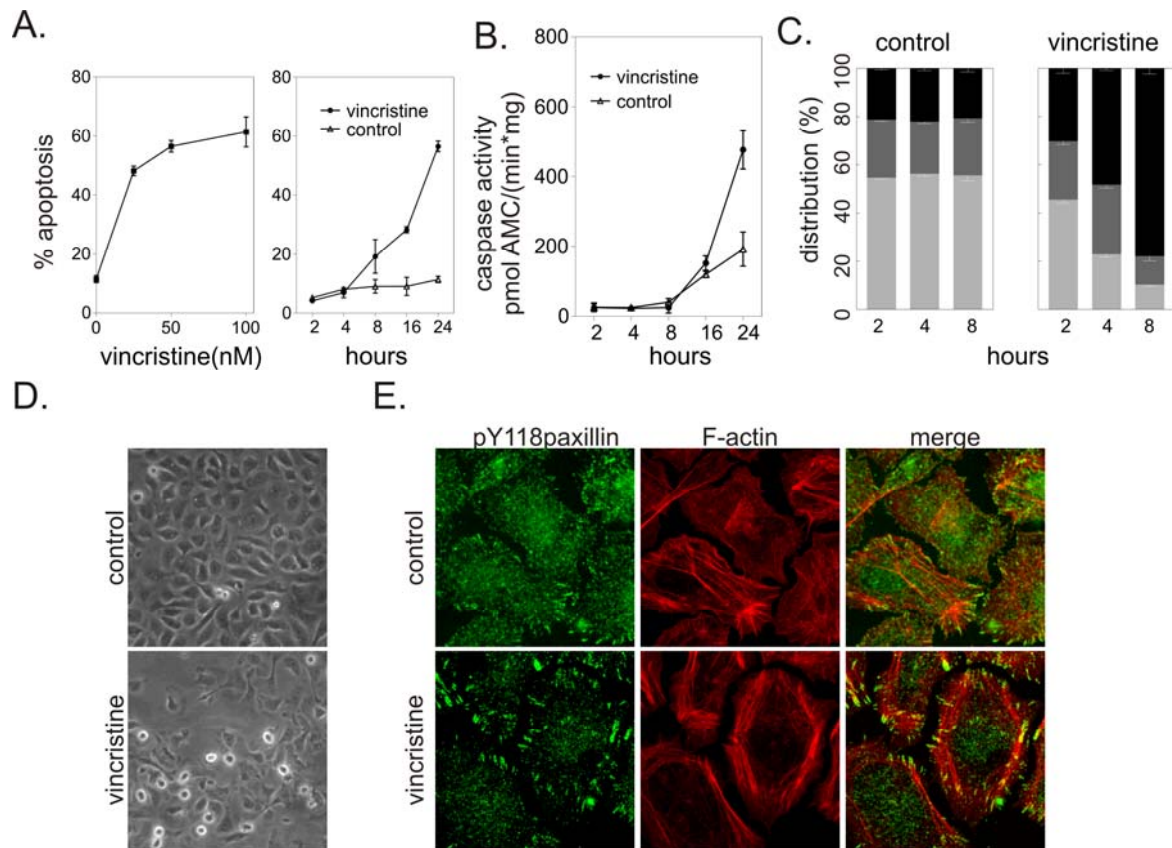 A.
80
60
40
20
0
% apoptosis
0
50
100
vincristine(nM)
80
60
40
20
0
vincristine
control
2 4 8 16 24
hours
B.
800
600
400
200
0
caspase activity
pmol AMC/(min*mg)
vincristine
control
2 4 8 16 24
hours
C.
control
vincristine
distribution (%)
100
80
60
40
20
0
2 4 8
2 4 8
hours
D.
control
vincristine
E.
pY118paxillin
F-actin
merge
control
vincristine